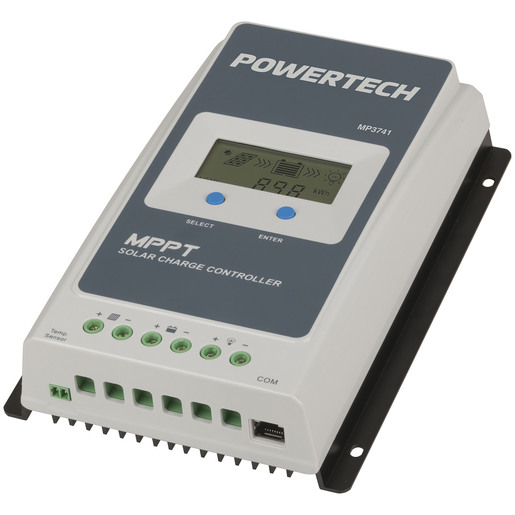 POWERTECH
MP3741
888 kWh
SELECT
ENTER
MPPT
SOLAR CHARGE CONTROLLER
+ −
+ −
+ −
Temp
Sensor
COM